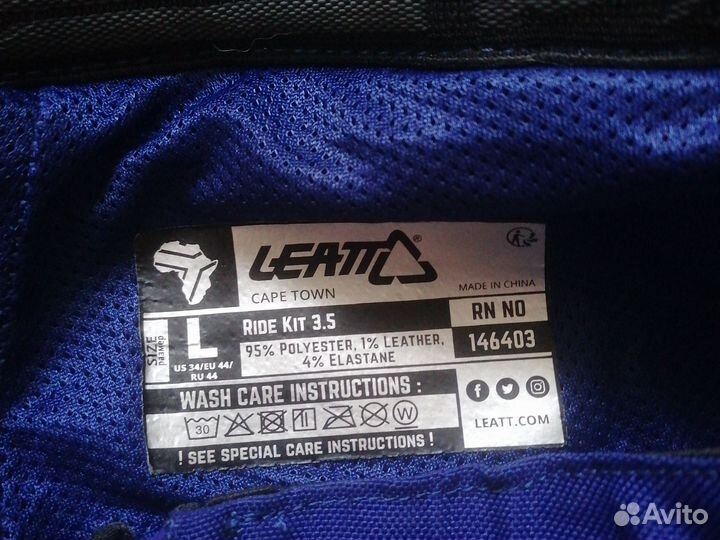 LEATT®
CAPE TOWN
MADE IN CHINA
SIZE
размер
L
US 34/EU 44/
RU 44
RIDE KIT 3.5
95% POLYESTER, 1% LEATHER,
4% ELASTANE
RN NO
146403
WASH CARE INSTRUCTIONS :
30
W
! SEE SPECIAL CARE INSTRUCTIONS !
LEATT.COM
Avito